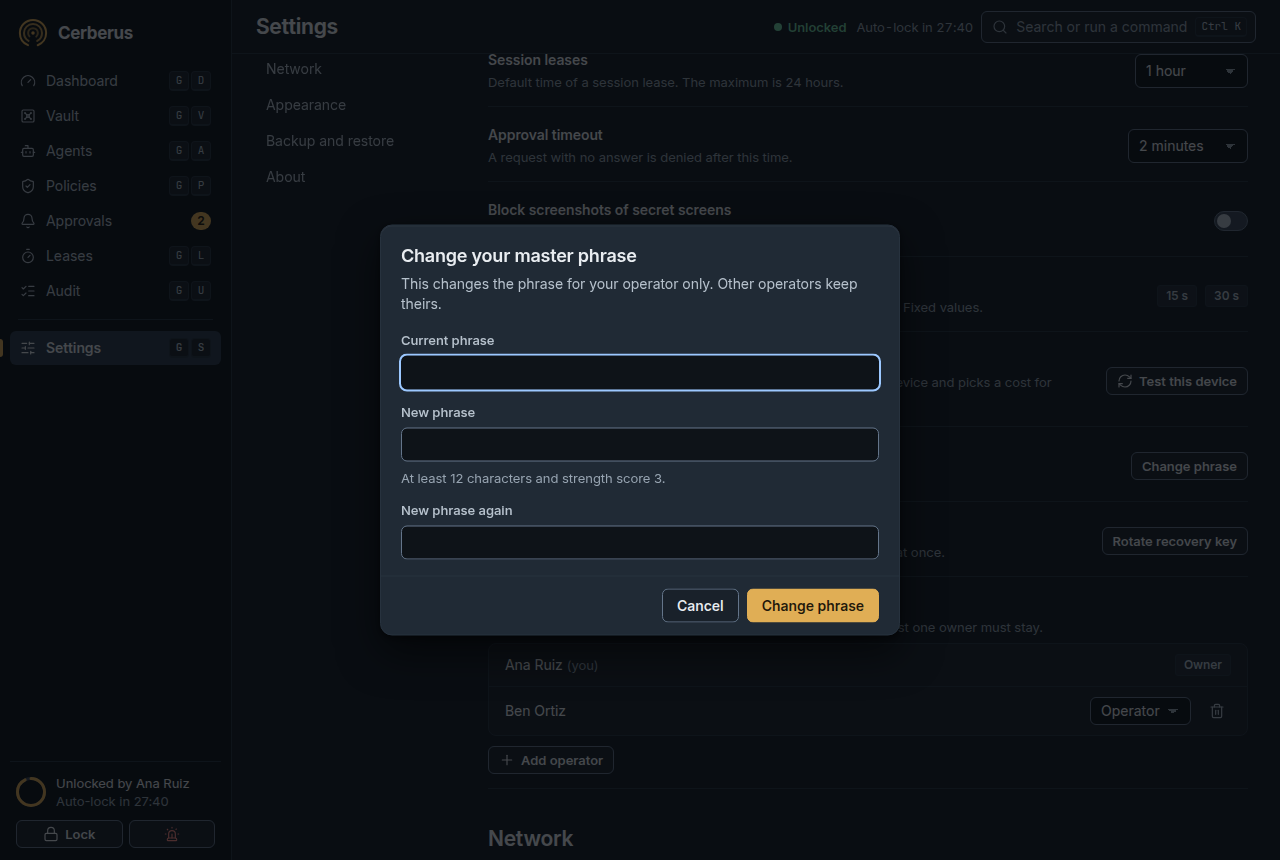 Cerberus
Dashboard G D
Vault G V
Agents G A
Policies G P
Approvals 2
Leases G L
Audit G U
Settings G S
Unlocked by Ana Ruiz
Auto-lock in 27:40
Lock
Settings
Unlocked Auto-lock in 27:40 Search or run a command Ctrl K
Network
Appearance
Backup and restore
About
Session leases
Default time of a session lease. The maximum is 24 hours.
1 hour
Approval timeout
A request with no answer is denied after this time.
2 minutes
Block screenshots of secret screens
Fixed values.
15 s 30 s
and picks a cost for
Test this device
Change phrase
at once.
Rotate recovery key
one owner must stay.
Ana Ruiz (you) Owner
Ben Ortiz Operator
Add operator
Network
Change your master phrase
This changes the phrase for your operator only. Other operators keep
theirs.
Current phrase
New phrase
At least 12 characters and strength score 3.
New phrase again
Cancel Change phrase